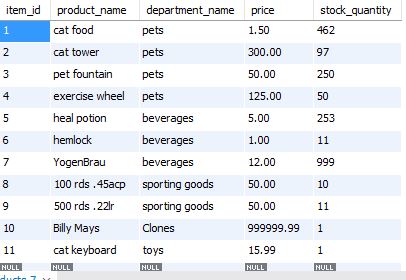 item_id product_name department_name price stock_quantity
1 cat food pets 1.50 462
2 cat tower pets 300.00 97
3 pet fountain pets 50.00 250
4 exercise wheel pets 125.00 50
5 heal potion beverages 5.00 253
6 hemlock beverages 1.00 11
7 YogenBrau beverages 12.00 999
8 100 rds .45acp sporting goods 50.00 10
9 500 rds .22lr sporting goods 50.00 11
10 Billy Mays Clones 999999.99 1
11 cat keyboard toys 15.99 1
NULL NULL NULL NULL NULL